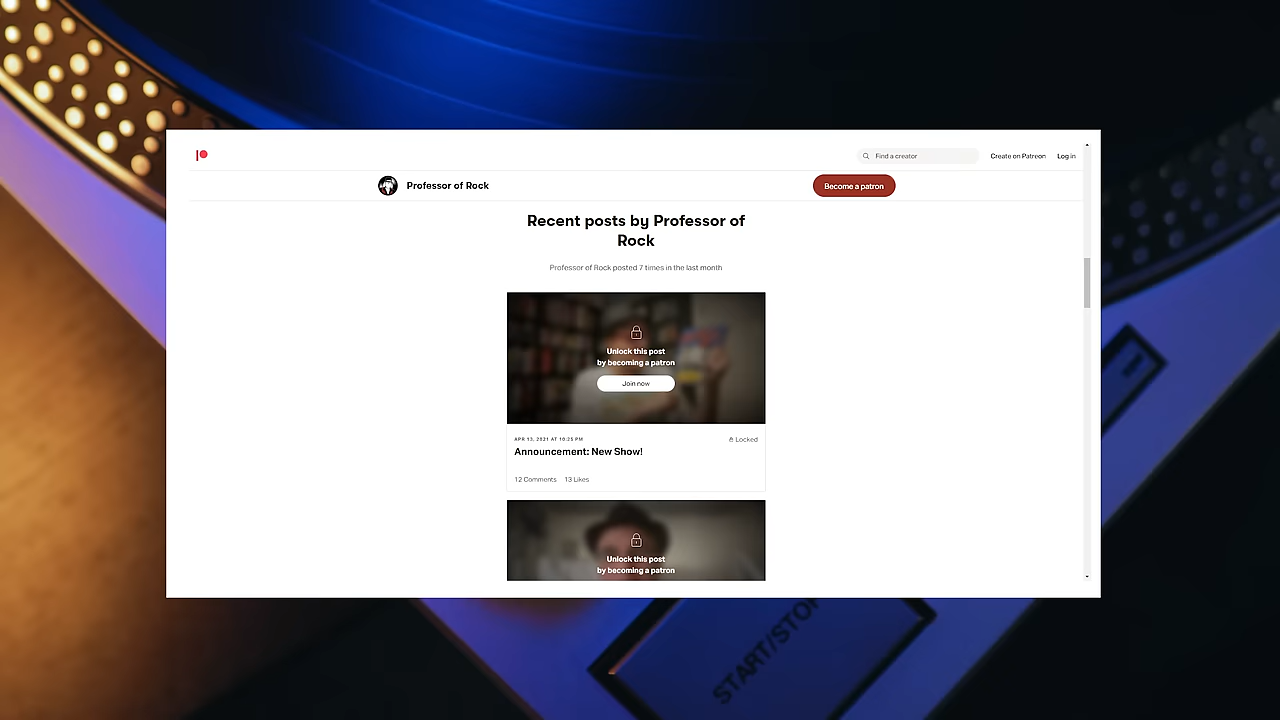 Find a creator
Create on Patreon
Log in
Professor of Rock
Become a patron
Recent posts by Professor of
Rock
Professor of Rock posted 7 times in the last month
Unlock this post
by becoming a patron
Join now
APR 13, 2021 AT 10:25 PM
Locked
Announcement: New Show!
12 Comments
13 Likes
Unlock this post
by becoming a patron
START/STOP